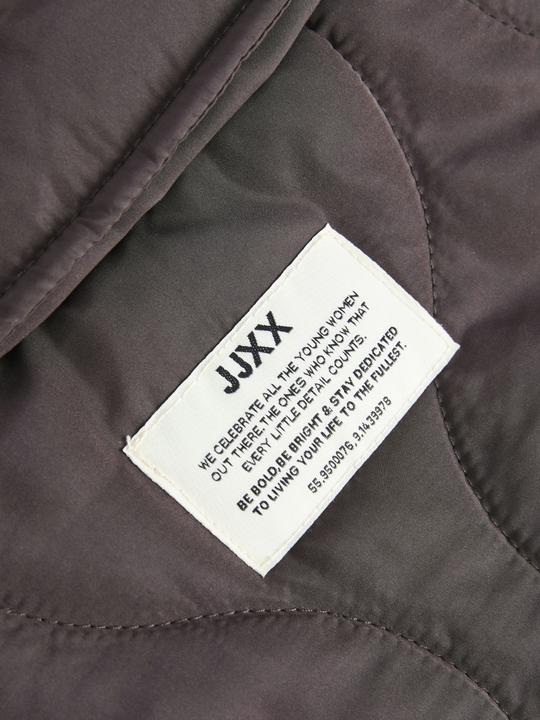 JJXX
WE CELEBRATE ALL THE YOUNG WOMEN
OUT THERE.THE ONES WHO KNOW THAT
EVERY LITTLE DETAIL COUNTS.
BE BOLD,BE BRIGHT & STAY DEDICATED
TO LIVING YOUR LIFE TO THE FULLEST.
55.9500076,9.1439978